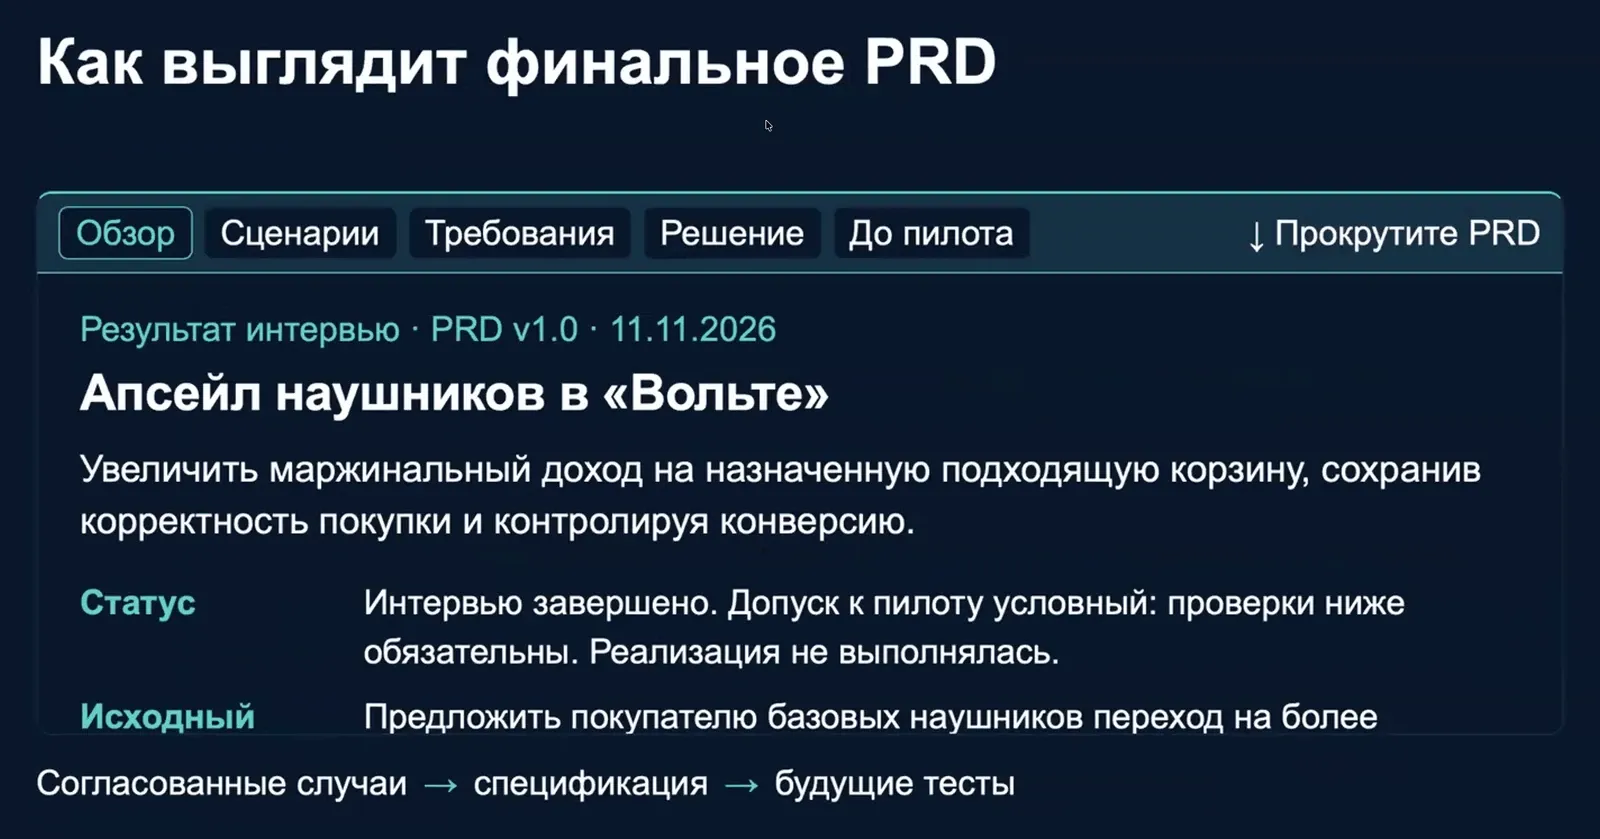 Как выглядит финальное PRD
Обзор Сценарии Требования Решение До пилота ↓ Прокрутите PRD
Результат интервью · PRD v1.0 · 11.11.2026
Апсейл наушников в «Вольте»
Увеличить маржинальный доход на назначенную подходящую корзину, сохранив
корректность покупки и контролируя конверсию.
Статус Интервью завершено. Допуск к пилоту условный: проверки ниже
обязательны. Реализация не выполнялась.
Исходный Предложить покупателю базовых наушников переход на более
Согласованные случаи → спецификация → будущие тесты